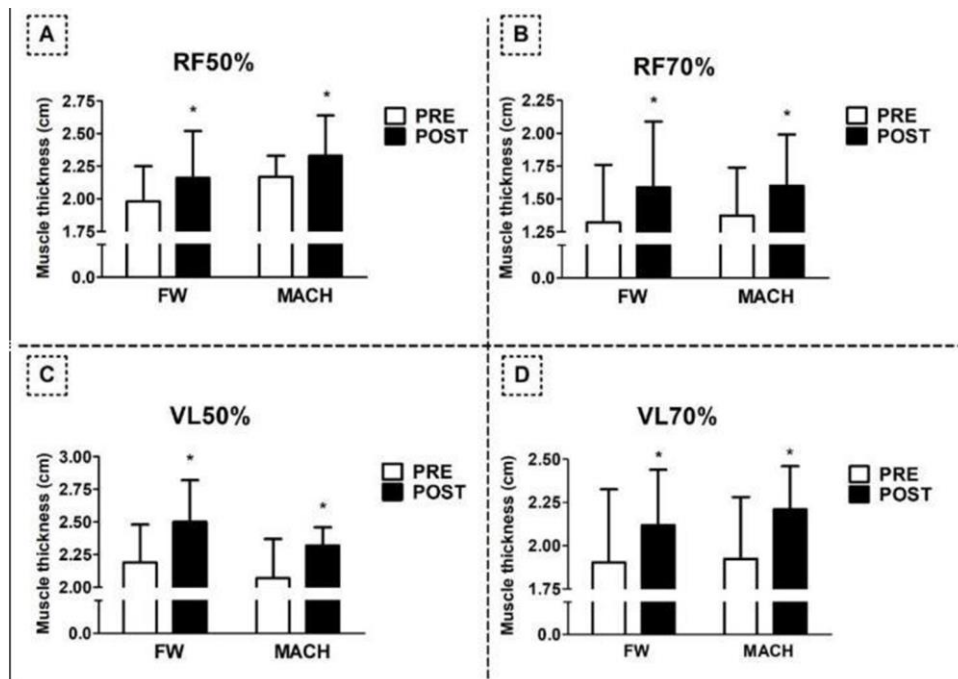 A
RF50%
Muscle thickness (cm)
2.75
2.50
2.25
2.00
1.75
0.0
*
*
PRE
POST
FW
MACH
B
RF70%
Muscle thickness (cm)
2.25
2.00
1.75
1.50
1.25
0.0
*
*
PRE
POST
FW
MACH
C
VL50%
Muscle thickness (cm)
3.00
2.75
2.50
2.25
2.00
0.0
*
*
PRE
POST
FW
MACH
D
VL70%
Muscle thickness (cm)
2.50
2.25
2.00
1.75
0.0
*
*
PRE
POST
FW
MACH